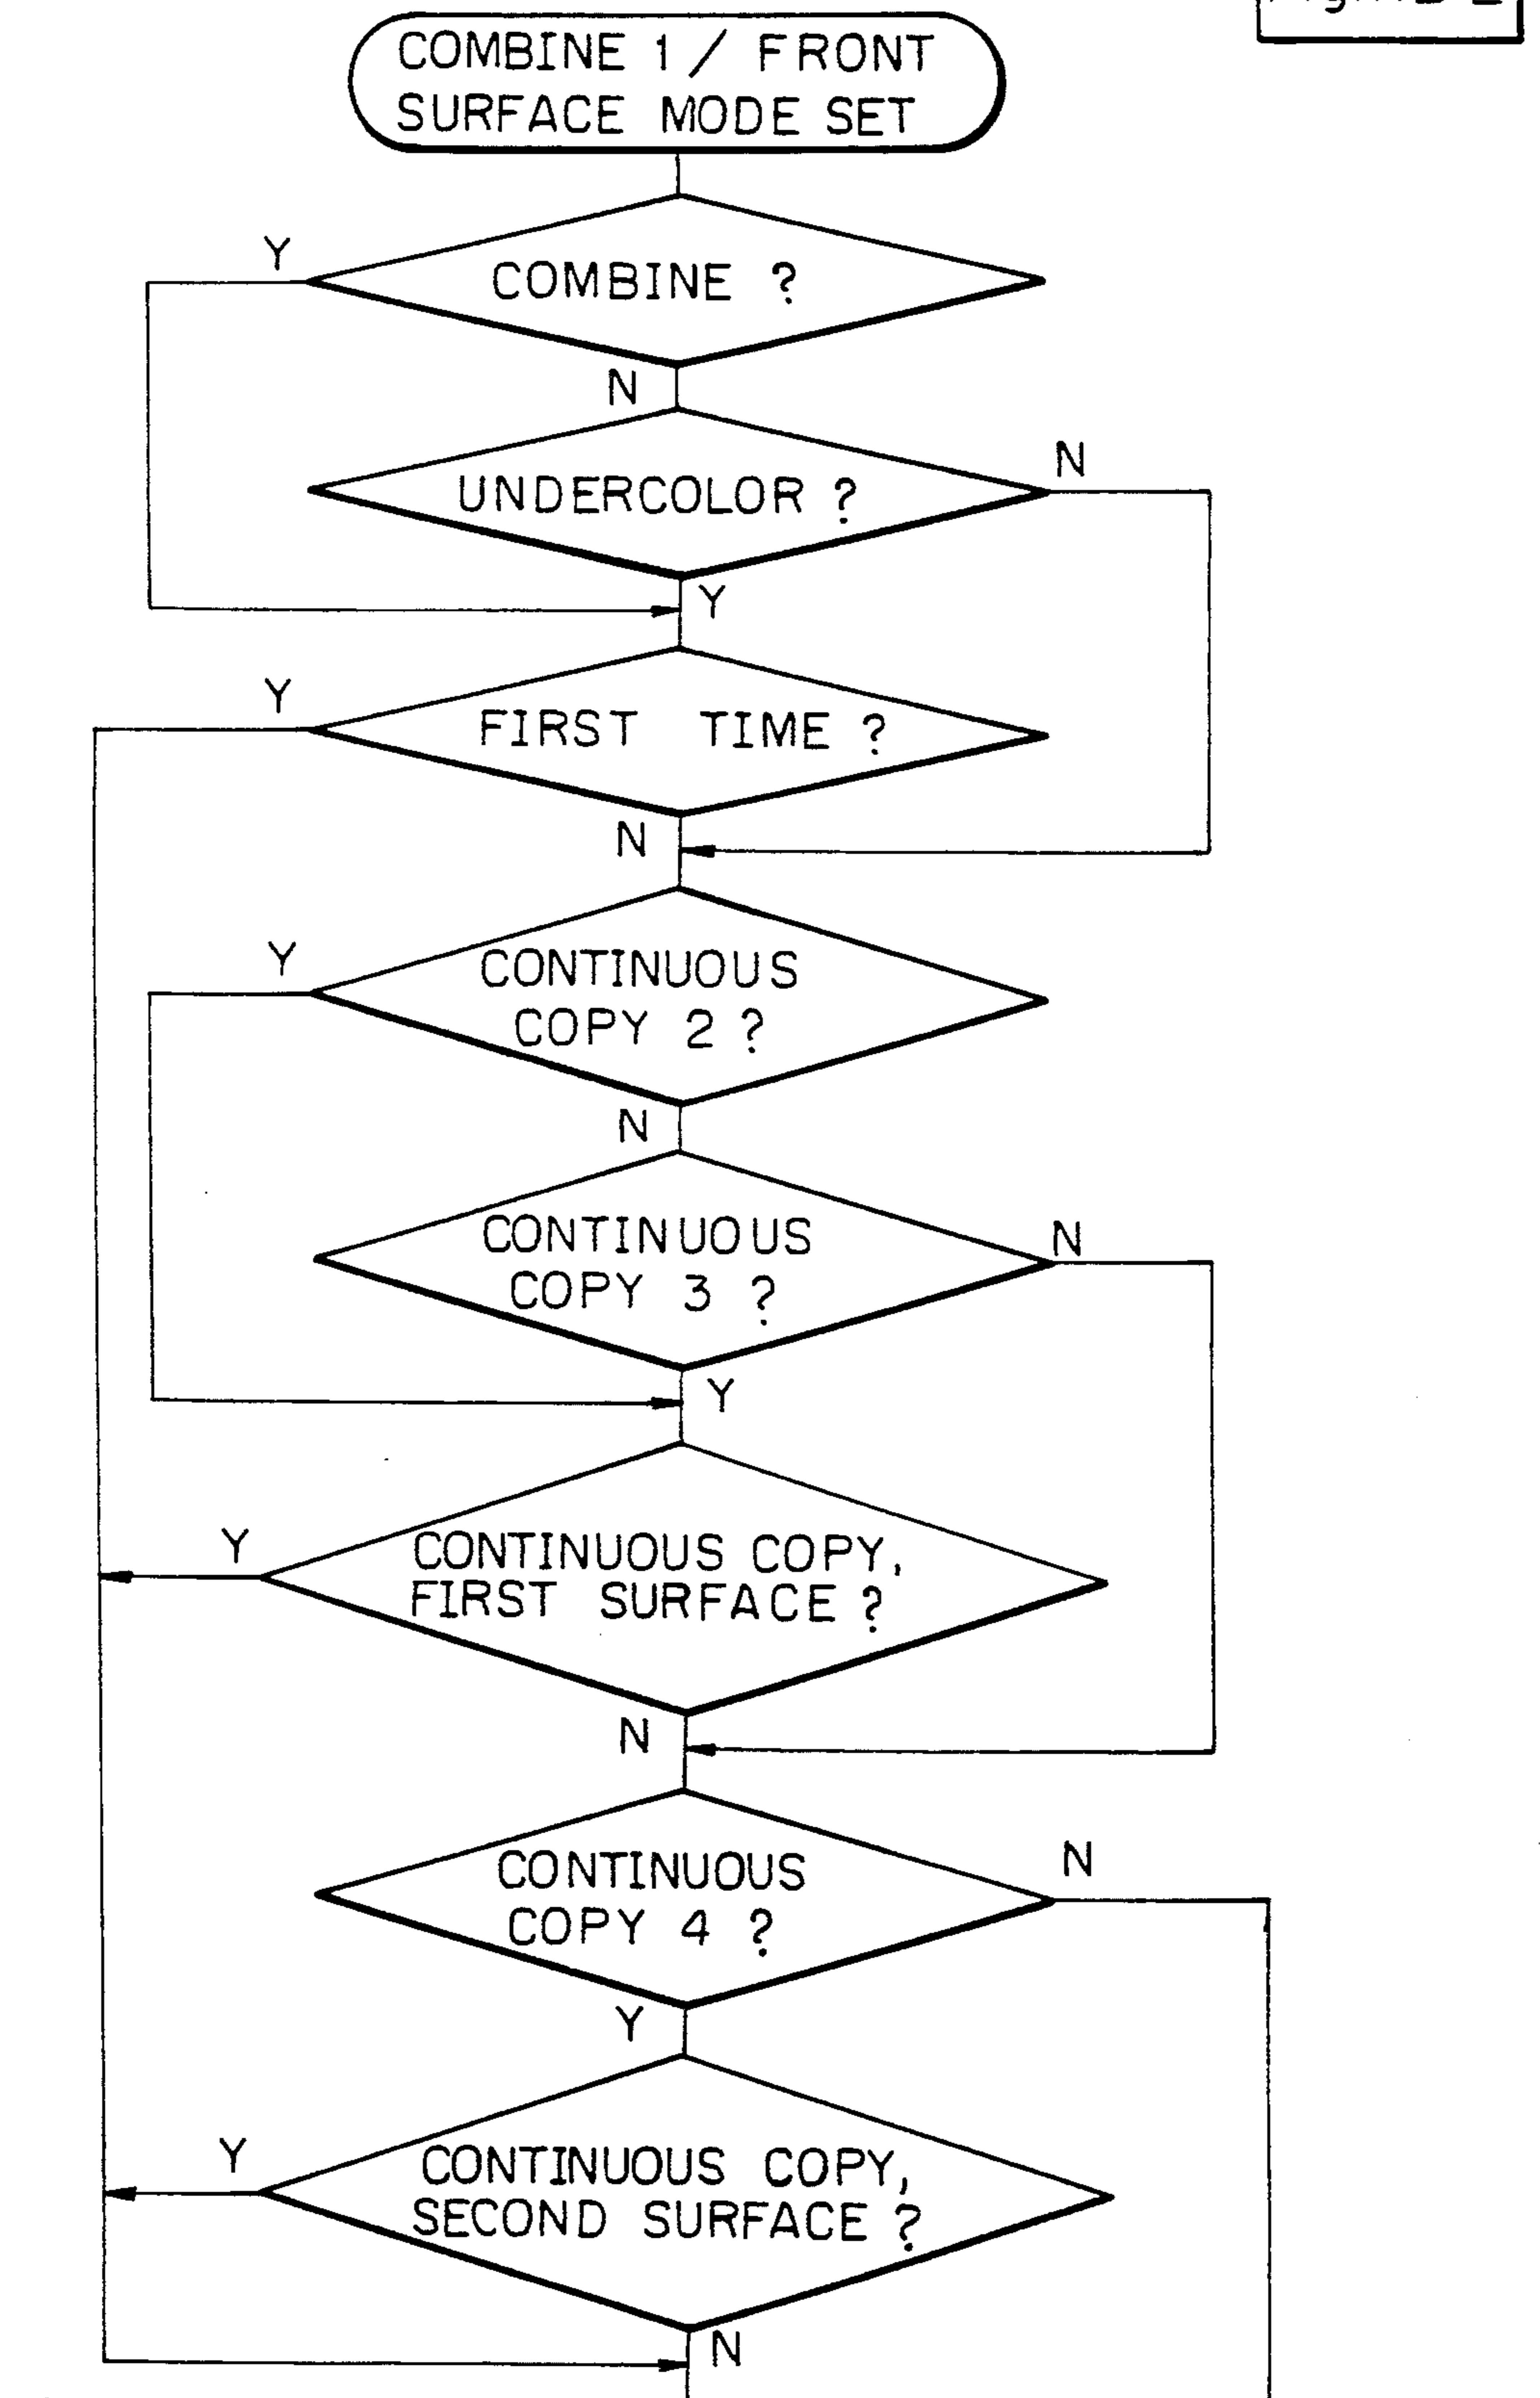 COMBINE 1 / FRONT
SURFACE MODE SET
Y
COMBINE ?
N
UNDERCOLOR ?
N
Y
Y
FIRST TIME ?
N
Y
CONTINUOUS
COPY 2 ?
N
CONTINUOUS
COPY 3 ?
N
Y
Y
CONTINUOUS COPY,
FIRST SURFACE ?
N
CONTINUOUS
COPY 4 ?
N
Y
Y
CONTINUOUS COPY,
SECOND SURFACE ?
N